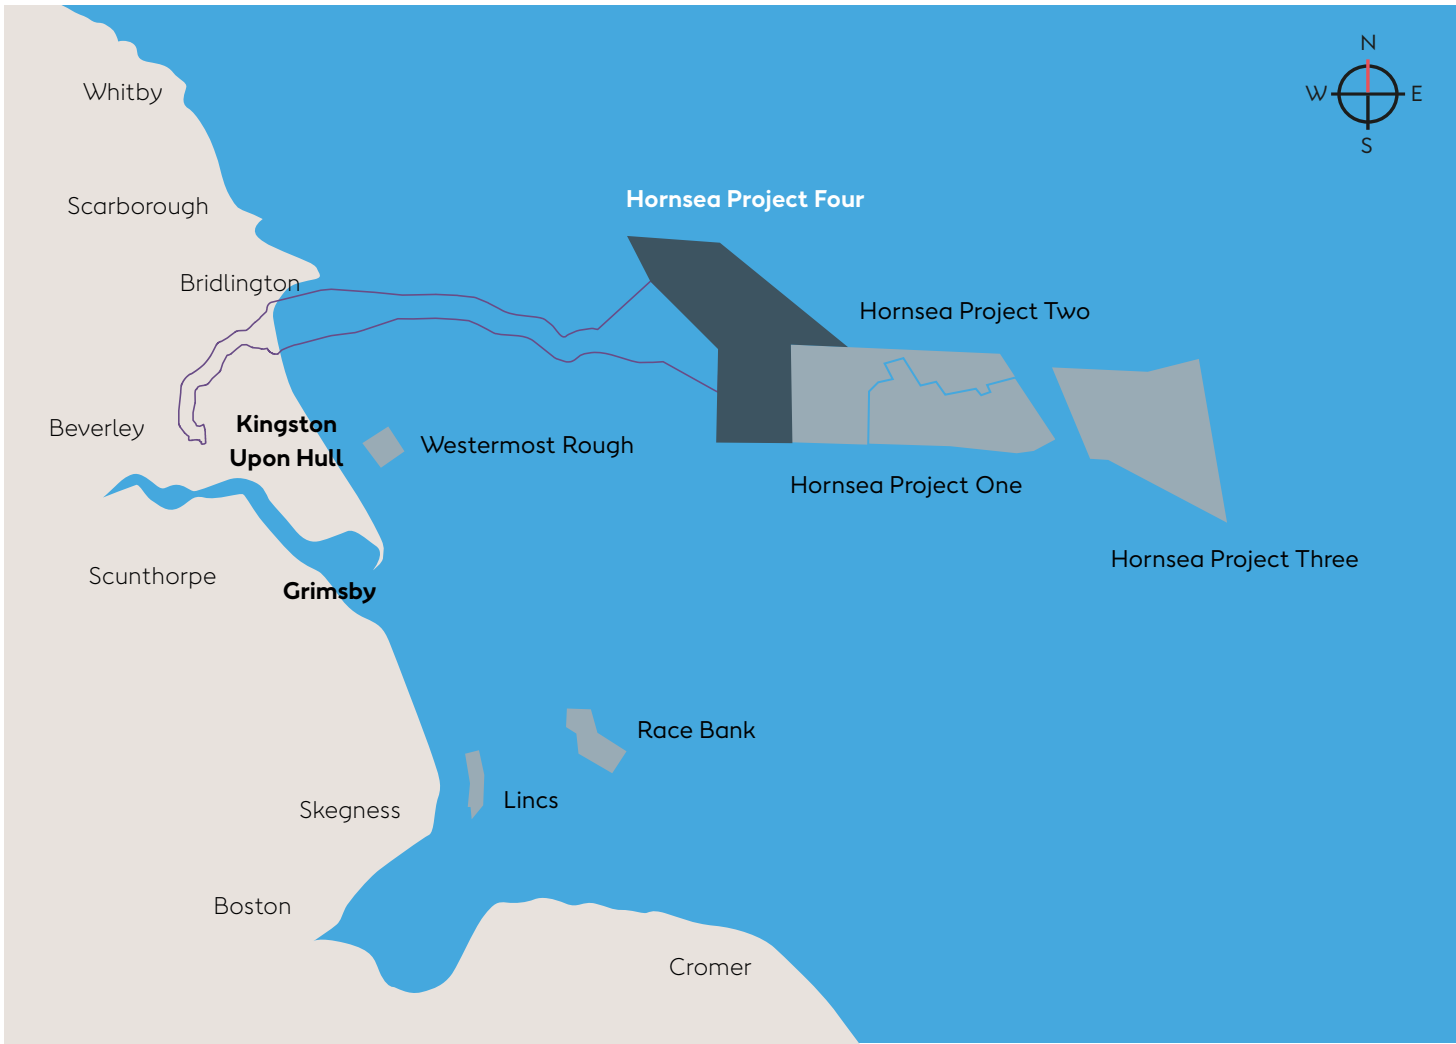 N
W
E
S
Whitby
Scarborough
Hornsea Project Four
Bridlington
Hornsea Project Two
Beverley
Kingston
Upon Hull
Westermost Rough
Hornsea Project One
Hornsea Project Three
Scunthorpe
Grimsby
Race Bank
Lincs
Skegness
Boston
Cromer